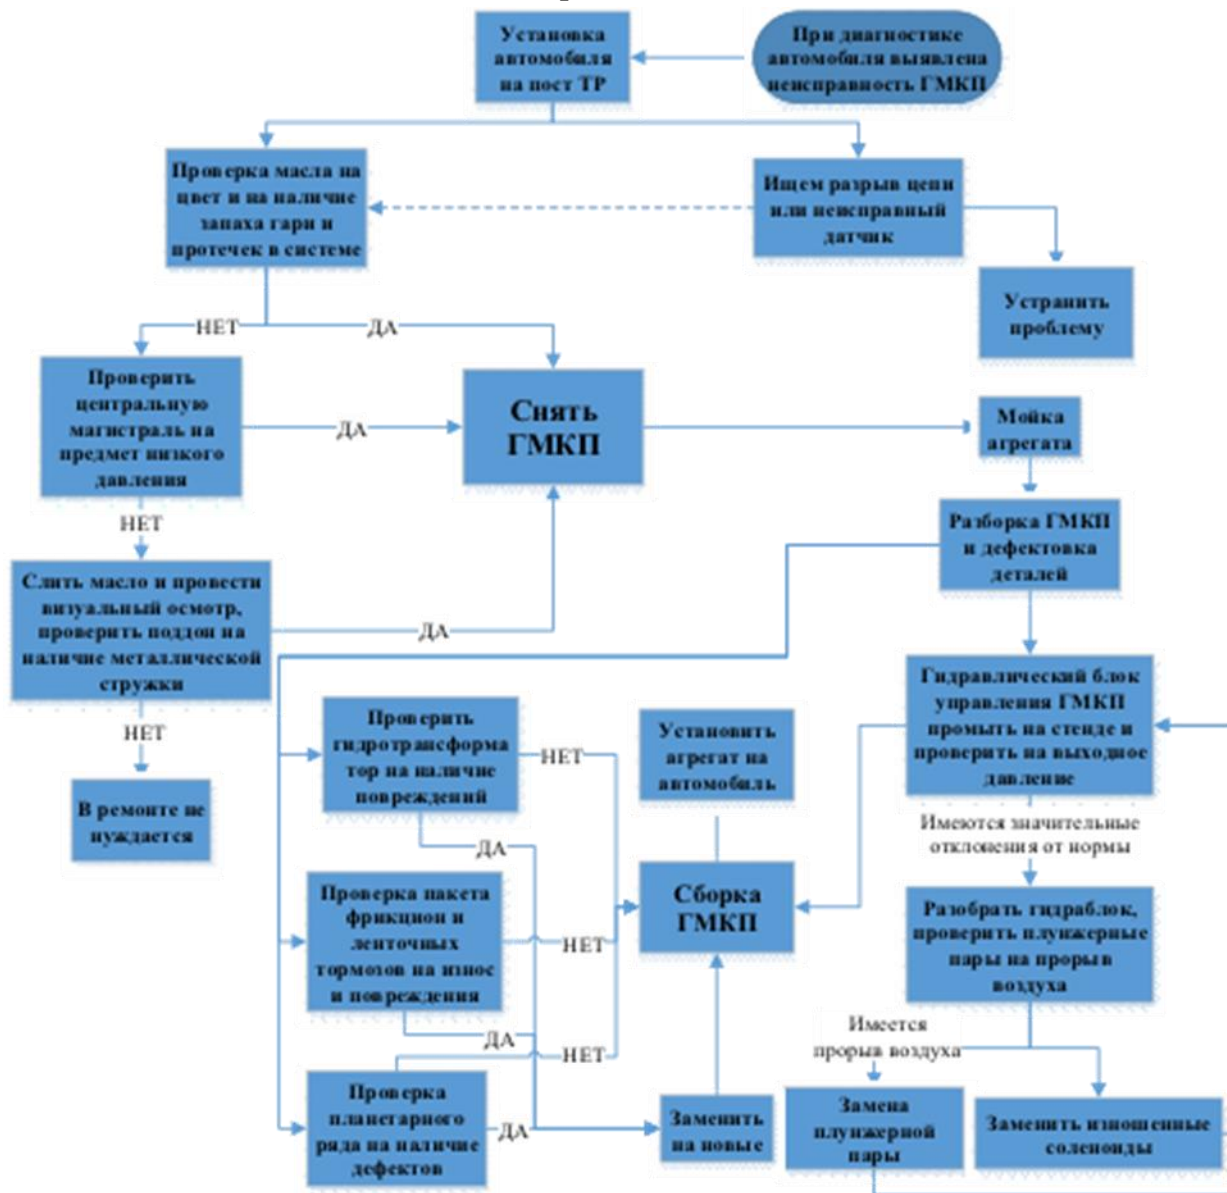 Установка
автомобиля
на пост ТР
При диагностике
автомобиля выявлена
неисправность ГМКП
Проверка масла на
цвет и на наличие
запаха гари и
протечек в системе
Ищем разрыв цепи
или неисправный
датчик
Устранить
проблему
НЕТ
ДА
Проверить
центральную
магистраль на
предмет низкого
давления
ДА
Снять
ГМКП
Мойка
агрегата
НЕТ
Разборка ГМКП
и дефектовка
деталей
Слить масло и провести
визуальный осмотр,
проверить поддон на
наличие металлической
стружки
ДА
НЕТ
В ремонте не
нуждается
Гидравлический блок
управления ГМКП
промыть на стенде и
проверить на выходное
давление
Проверить
гидротрансформа
тор на наличие
повреждений
НЕТ
ДА
Установить
агрегат на
автомобиль
Имеются значительные
отклонения от нормы
Проверка пакета
фрикцион и
ленточных
тормозов на износ
и повреждения
НЕТ
ДА
Сборка
ГМКП
Разобрать гидраблок,
проверить плунжерные
пары на прорыв
воздуха
Имеется
прорыв воздуха
НЕТ
Проверка
планетарного
ряда на наличие
дефектов
ДА
Заменить
на новые
Замена
плунжерной
пары
Заменить изношенные
соленоиды